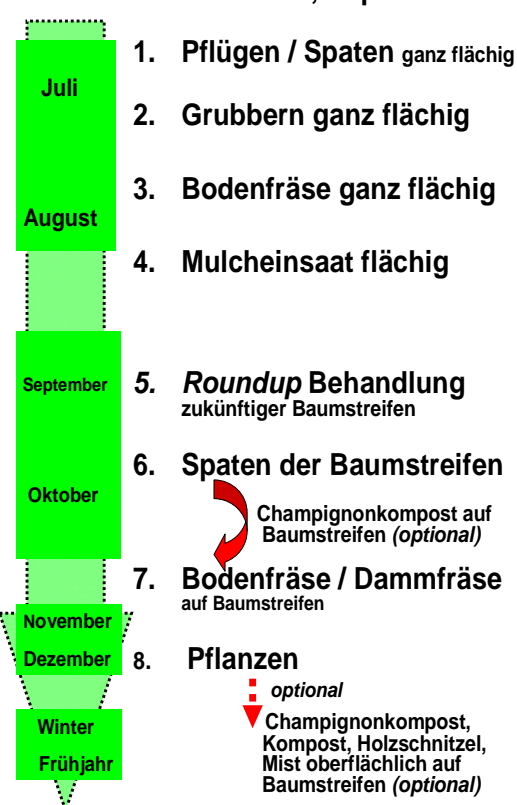 1. Pflügen / Spaten ganz flächig
Juli
2. Grubbern ganz flächig
3. Bodenfräse ganz flächig
August
4. Mulcheinsaat flächig
September
5. Roundup Behandlung
zukünftiger Baumstreifen
6. Spaten der Baumstreifen
Oktober
Champignonkompost auf
Baumstreifen (optional)
7. Bodenfräse / Dammfräse
auf Baumstreifen
November
Dezember
8. Pflanzen
optional
Winter
Frühjahr
Champignonkompost,
Kompost, Holzschnitzel,
Mist oberflächlich auf
Baumstreifen (optional)